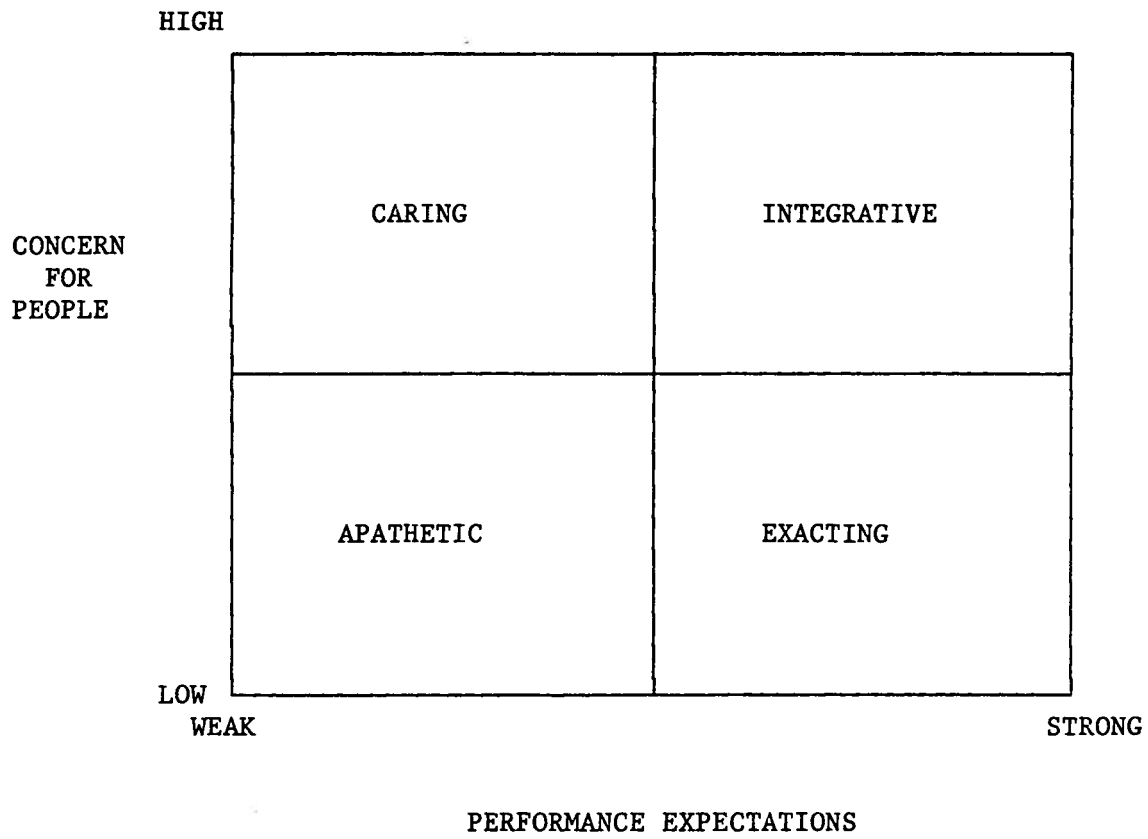 HIGH
CARING INTEGRATIVE
CONCERN
FOR
PEOPLE
APATHETIC EXACTING
LOW
WEAK STRONG
PERFORMANCE EXPECTATIONS